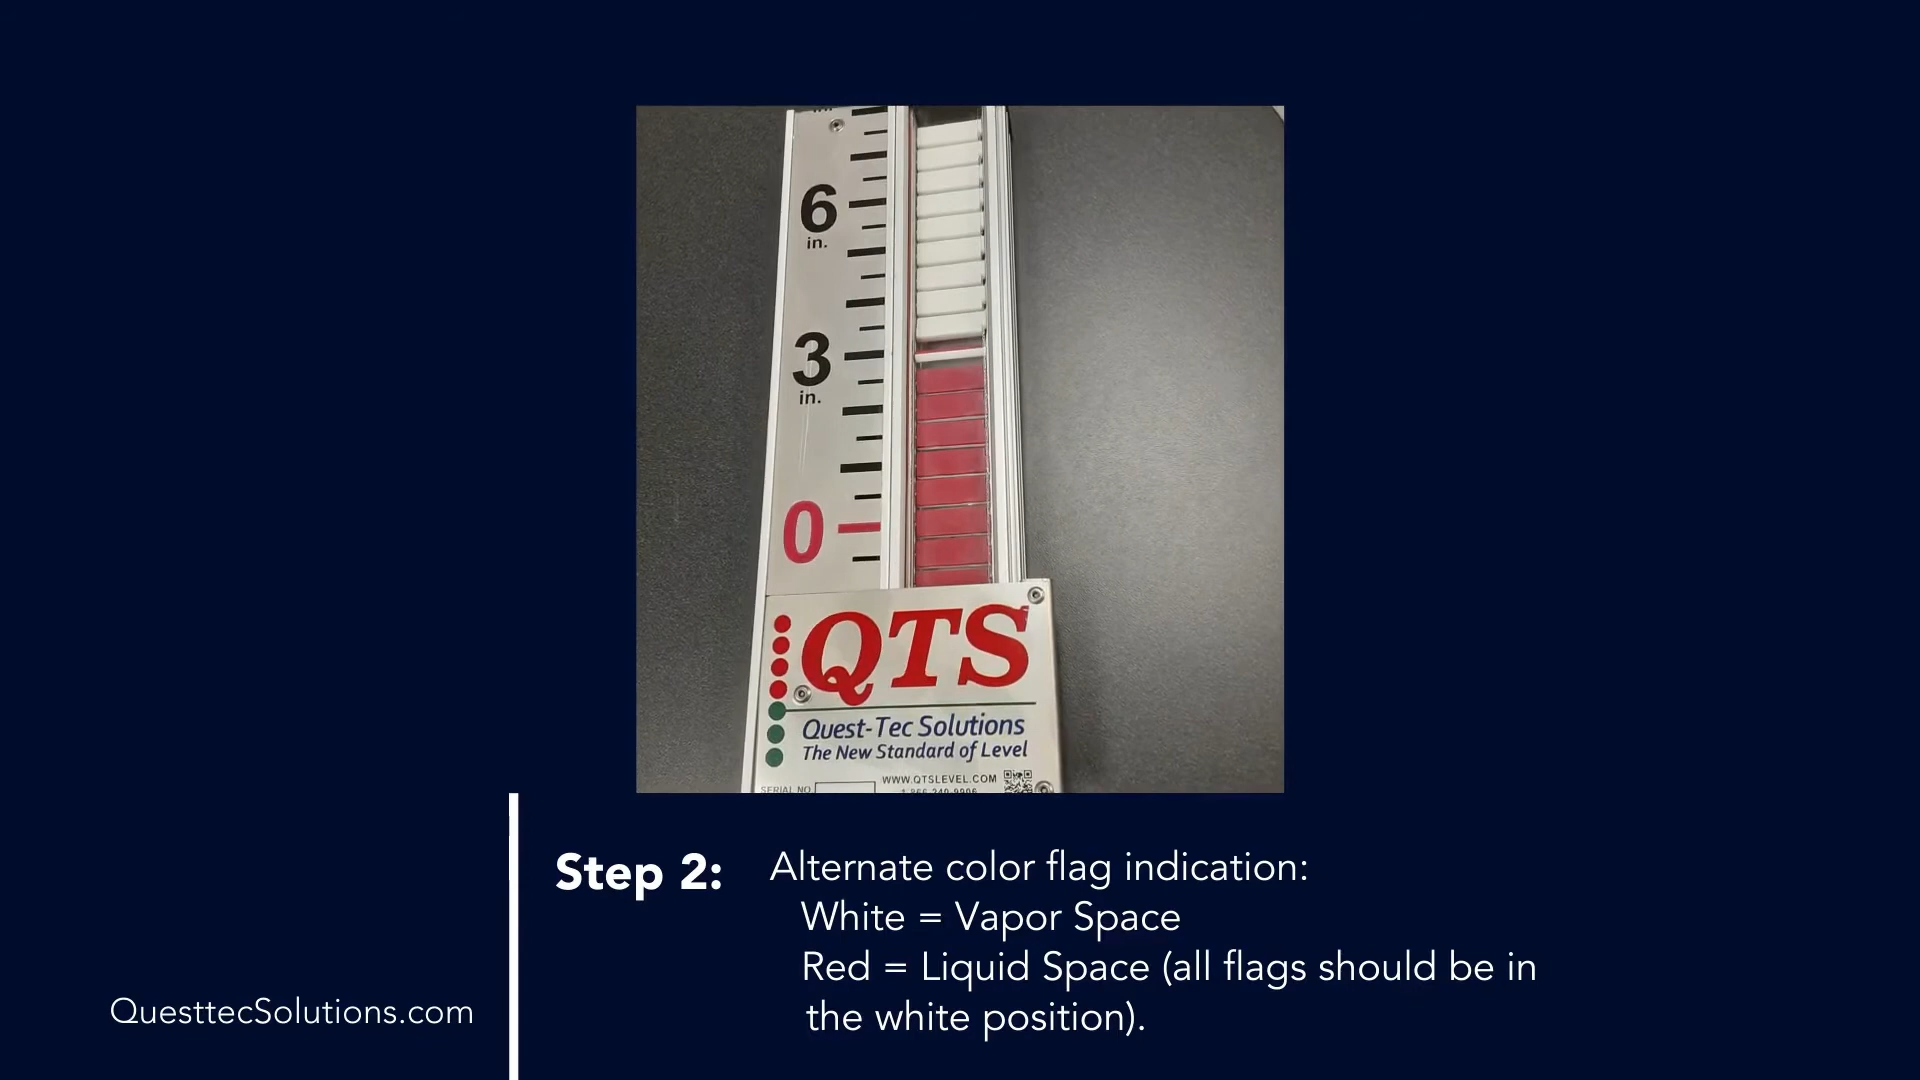 6
in.
3
in.
0
QTS
Quest-Tec Solutions
The New Standard of Level
WWW.QTSLEVEL.COM
SERIAL NO
Step 2:
Alternate color flag indication:
White = Vapor Space
Red = Liquid Space (all flags should be in
the white position).
QuesttecSolutions.com